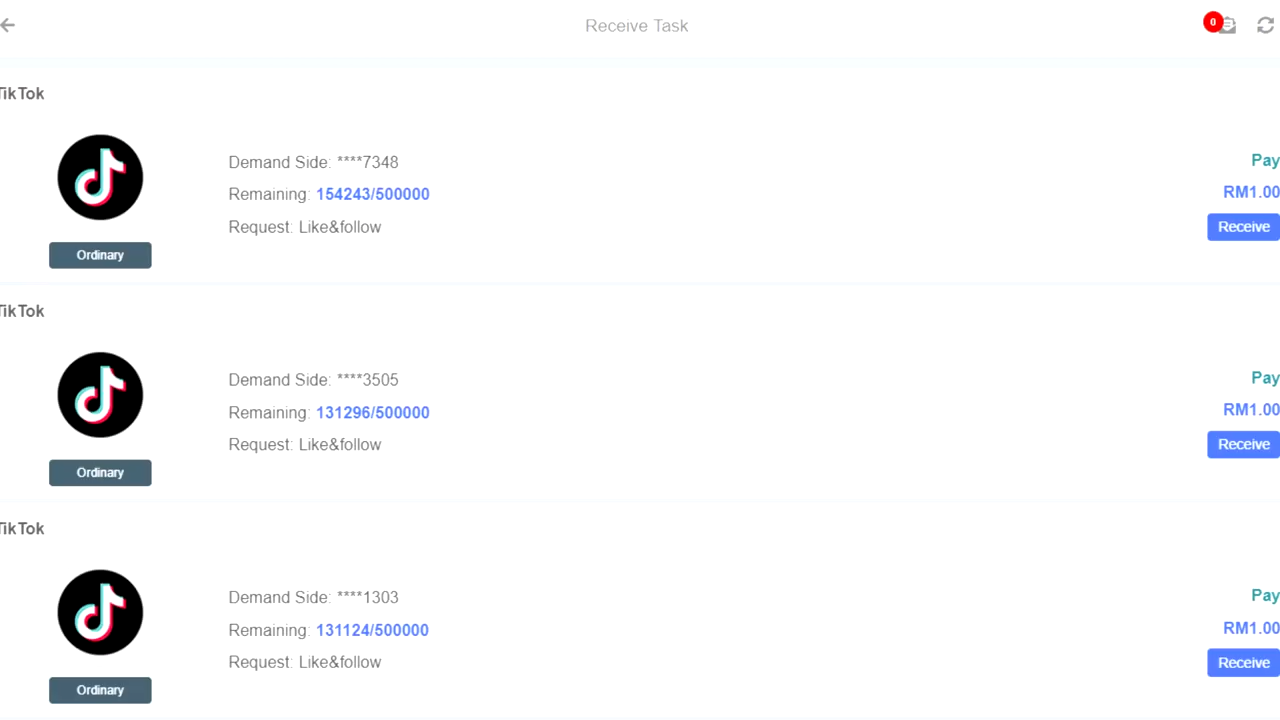 Receive Task
0
TikTok
Demand Side: ****7348
Remaining: 154243/500000
Request: Like&follow
Ordinary
Pay
RM1.00
Receive
TikTok
Demand Side: ****3505
Remaining: 131296/500000
Request: Like&follow
Ordinary
Pay
RM1.00
Receive
TikTok
Demand Side: ****1303
Remaining: 131124/500000
Request: Like&follow
Ordinary
Pay
RM1.00
Receive